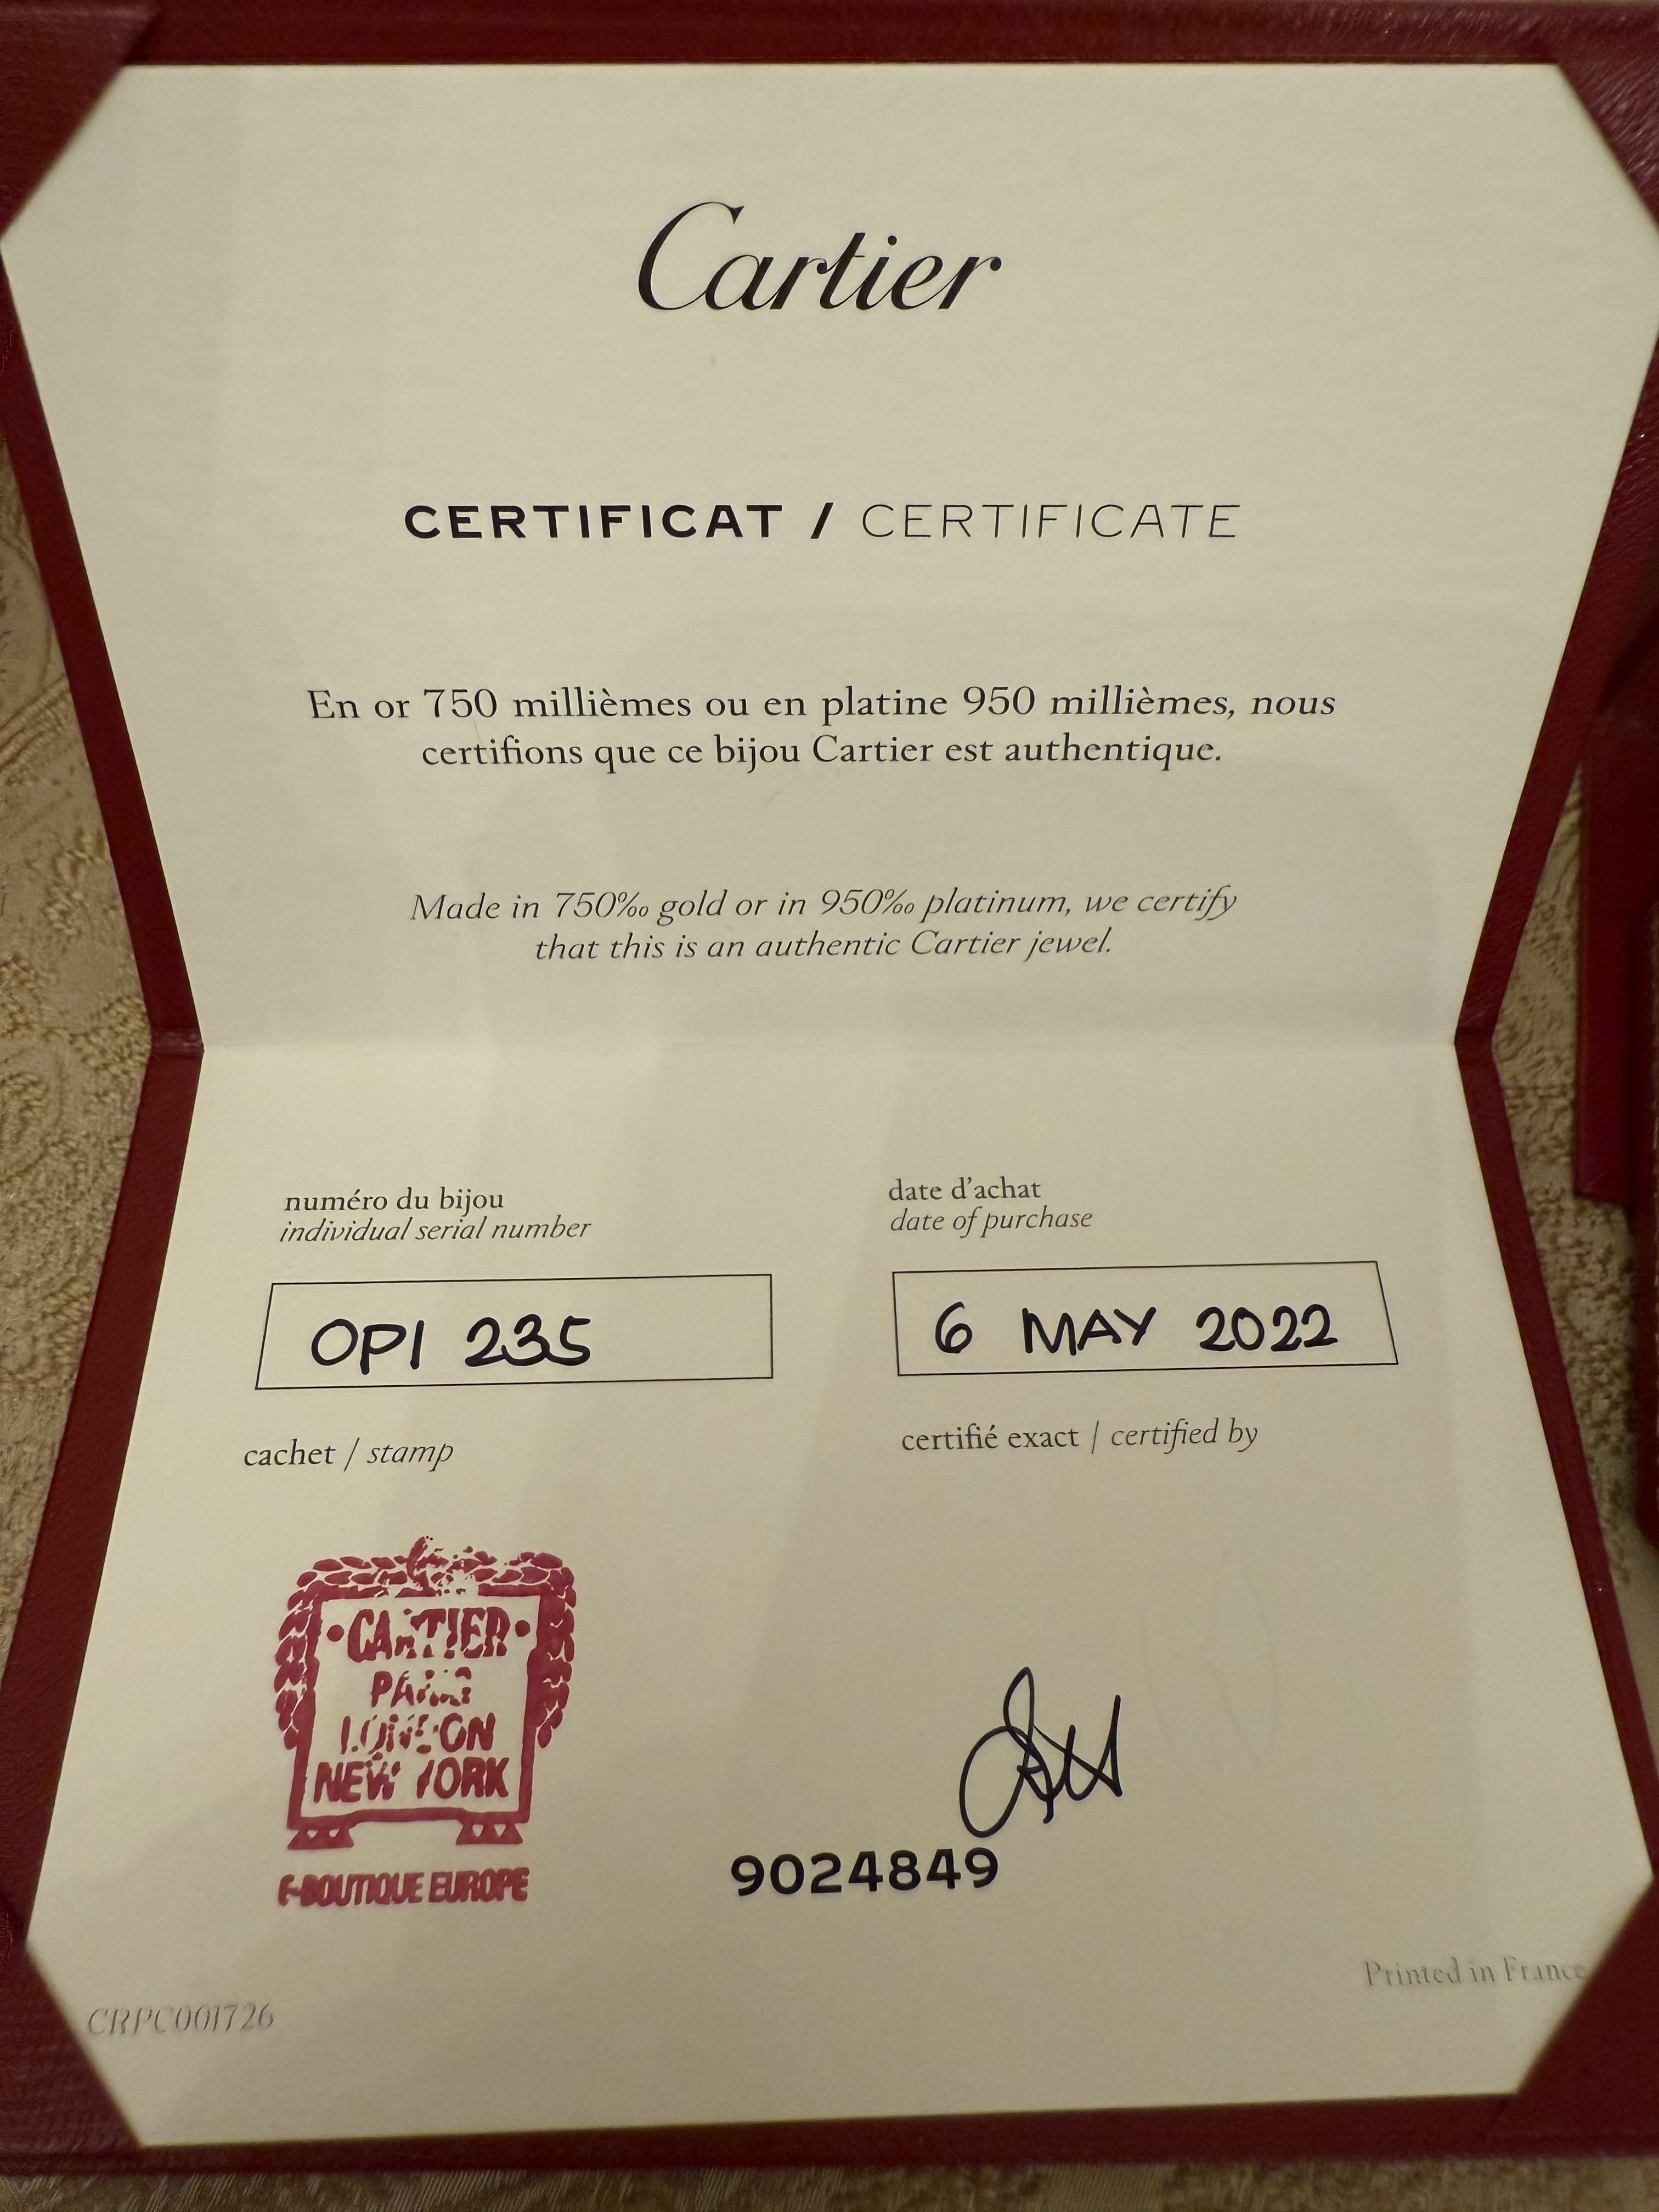 Cartier
CERTIFICAT / CERTIFICATE
En or 750 millièmes ou en platine 950 millièmes, nous
certifions que ce bijou Cartier est authentique.
Made in 750‰ gold or in 950‰ platinum, we certify
that this is an authentic Cartier jewel.
numéro du bijou
individual serial number
date d'achat
date of purchase
OPI 235
6 MAY 2022
cachet / stamp
certifié exact / certified by
•CARTIER•
PARIS
LONDON
NEW YORK
E-BOUTIQUE EUROPE
9024849
Printed in France
CRPC001726